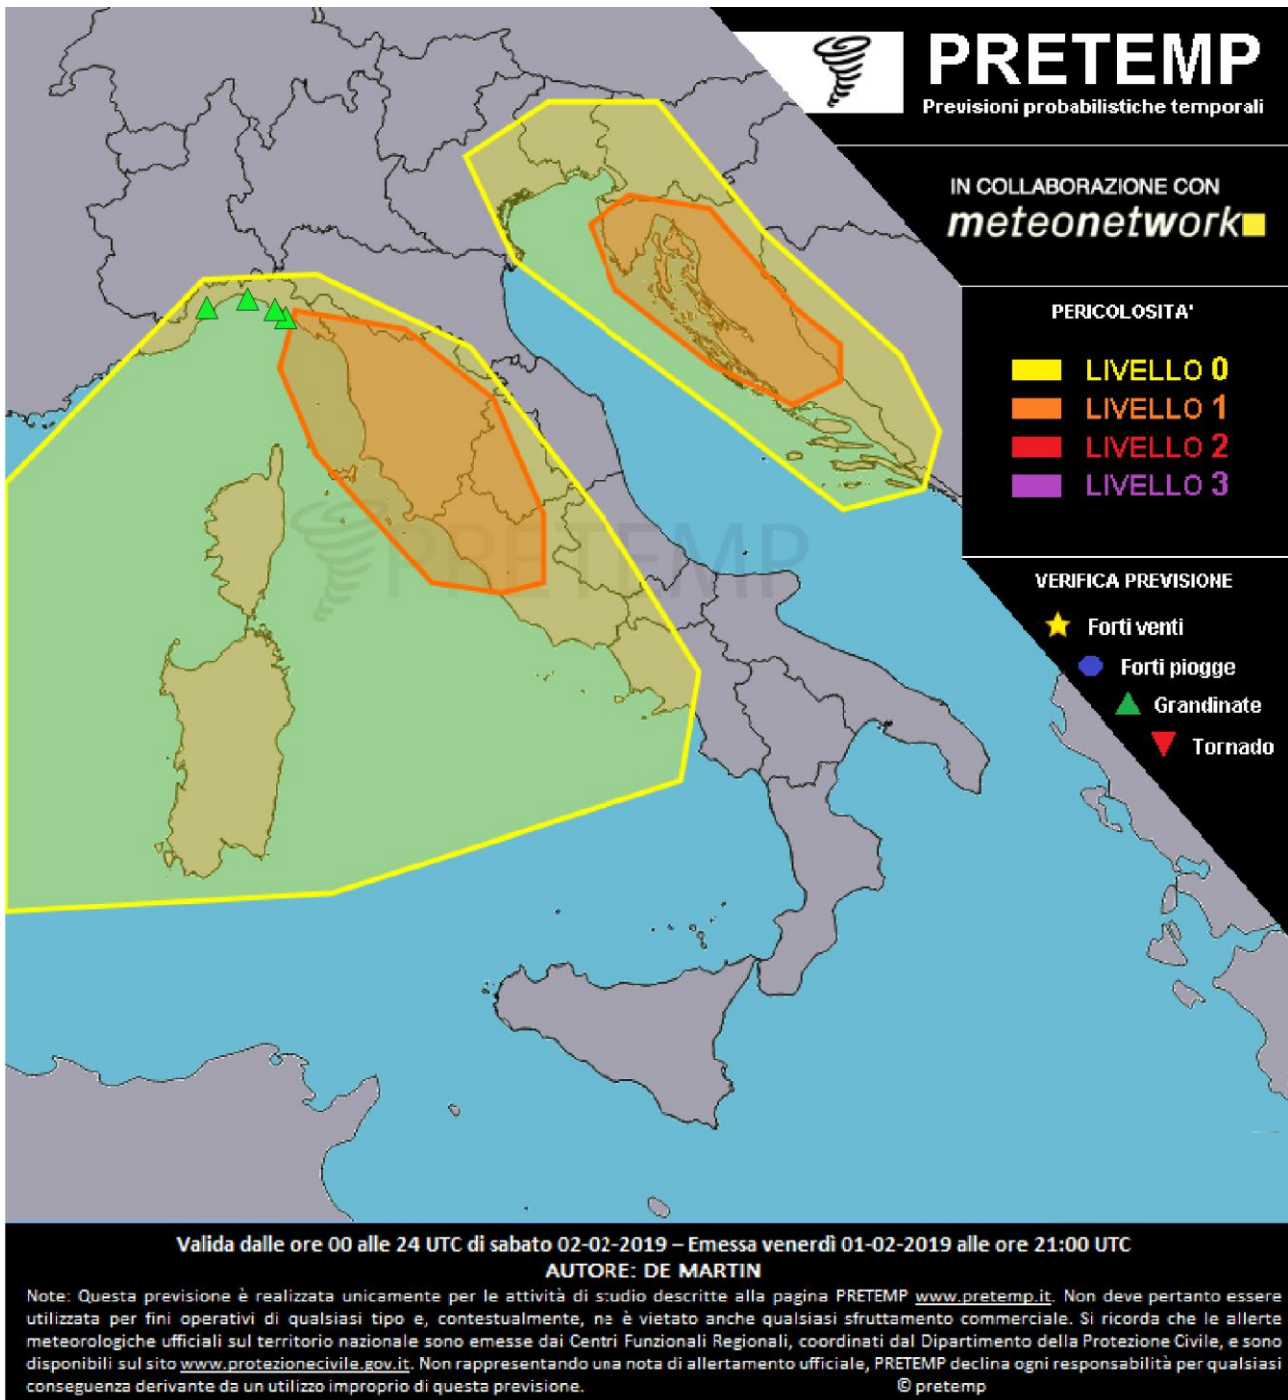 PRETEMP
Previsioni probabilistiche temporali
IN COLLABORAZIONE CON
meteonetwork
PERICOLOSITA'
LIVELLO 0
LIVELLO 1
LIVELLO 2
LIVELLO 3
PRETEMP
VERIFICA PREVISIONE
Forti venti
Forti piogge
Grandinate
Tornado
Valida dalle ore 00 alle 24 UTC di sabato 02-02-2019 – Emessa venerdì 01-02-2019 alle ore 21:00 UTC
AUTORE: DE MARTIN
Note: Questa previsione è realizzata unicamente per le attività di studio descritte alla pagina PRETEMP www.pretemp.it. Non deve pertanto essere
utilizzata per fini operativi di qualsiasi tipo e, contestualmente, ne è vietato anche qualsiasi sfruttamento commerciale. Si ricorda che le allerte
meteorologiche ufficiali sul territorio nazionale sono emesse dai Centri Funzionali Regionali, coordinati dal Dipartimento della Protezione Civile, e sono
disponibili sul sito www.protezionecivile.gov.it. Non rappresentando una nota di allertamento ufficiale, PRETEMP declina ogni responsabilità per qualsiasi
conseguenza derivante da un utilizzo improprio di questa previsione. © pretemp